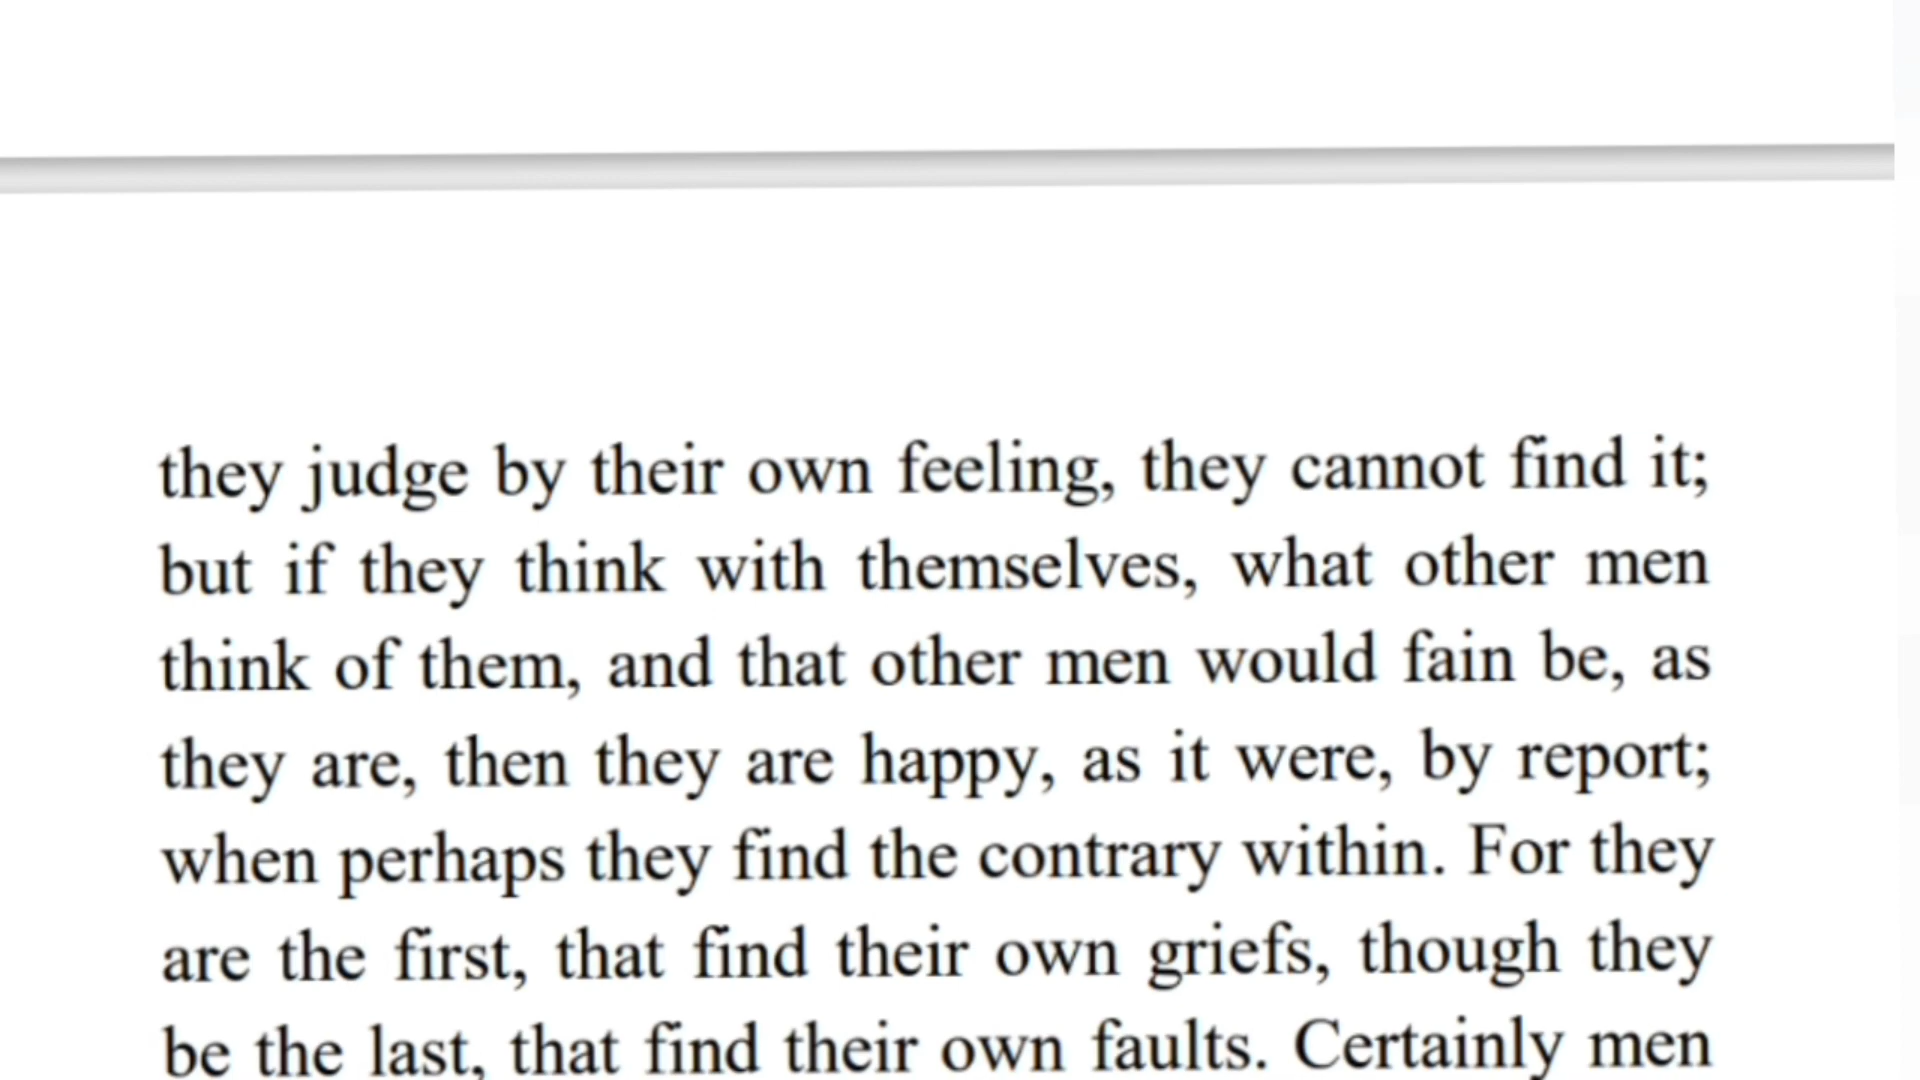 they judge by their own feeling, they cannot find it;
but if they think with themselves, what other men
think of them, and that other men would fain be, as
they are, then they are happy, as it were, by report;
when perhaps they find the contrary within. For they
are the first, that find their own griefs, though they
be the last, that find their own faults. Certainly men